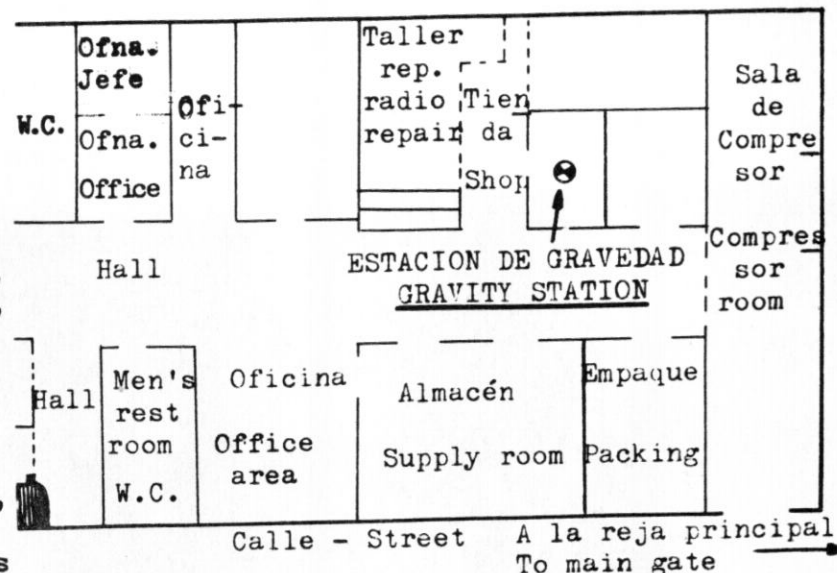 Ofna.
Jefe
W.C.
Ofna.
Office
Ofi-
ci-
na
Taller
rep.
radio
repair
Tien
da
Shop
Sala
de
Compre
sor
Compres
sor
room
Hall
ESTACION DE GRAVEDAD
GRAVITY STATION
Hall
Men's
rest
room
W.C.
Oficina
Office
area
Almacén
Supply room
Empaque
Packing
Calle - Street
A la reja principal
To main gate
s